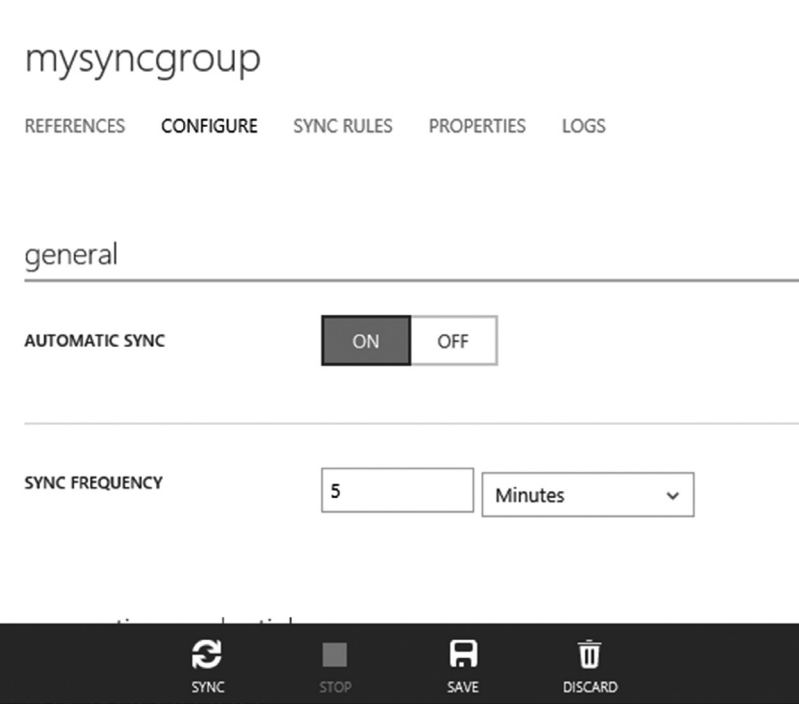 mysyncgroup
REFERENCES CONFIGURE SYNC RULES PROPERTIES LOGS
general
AUTOMATIC SYNC ON OFF
SYNC FREQUENCY 5 Minutes
SYNC STOP SAVE DISCARD